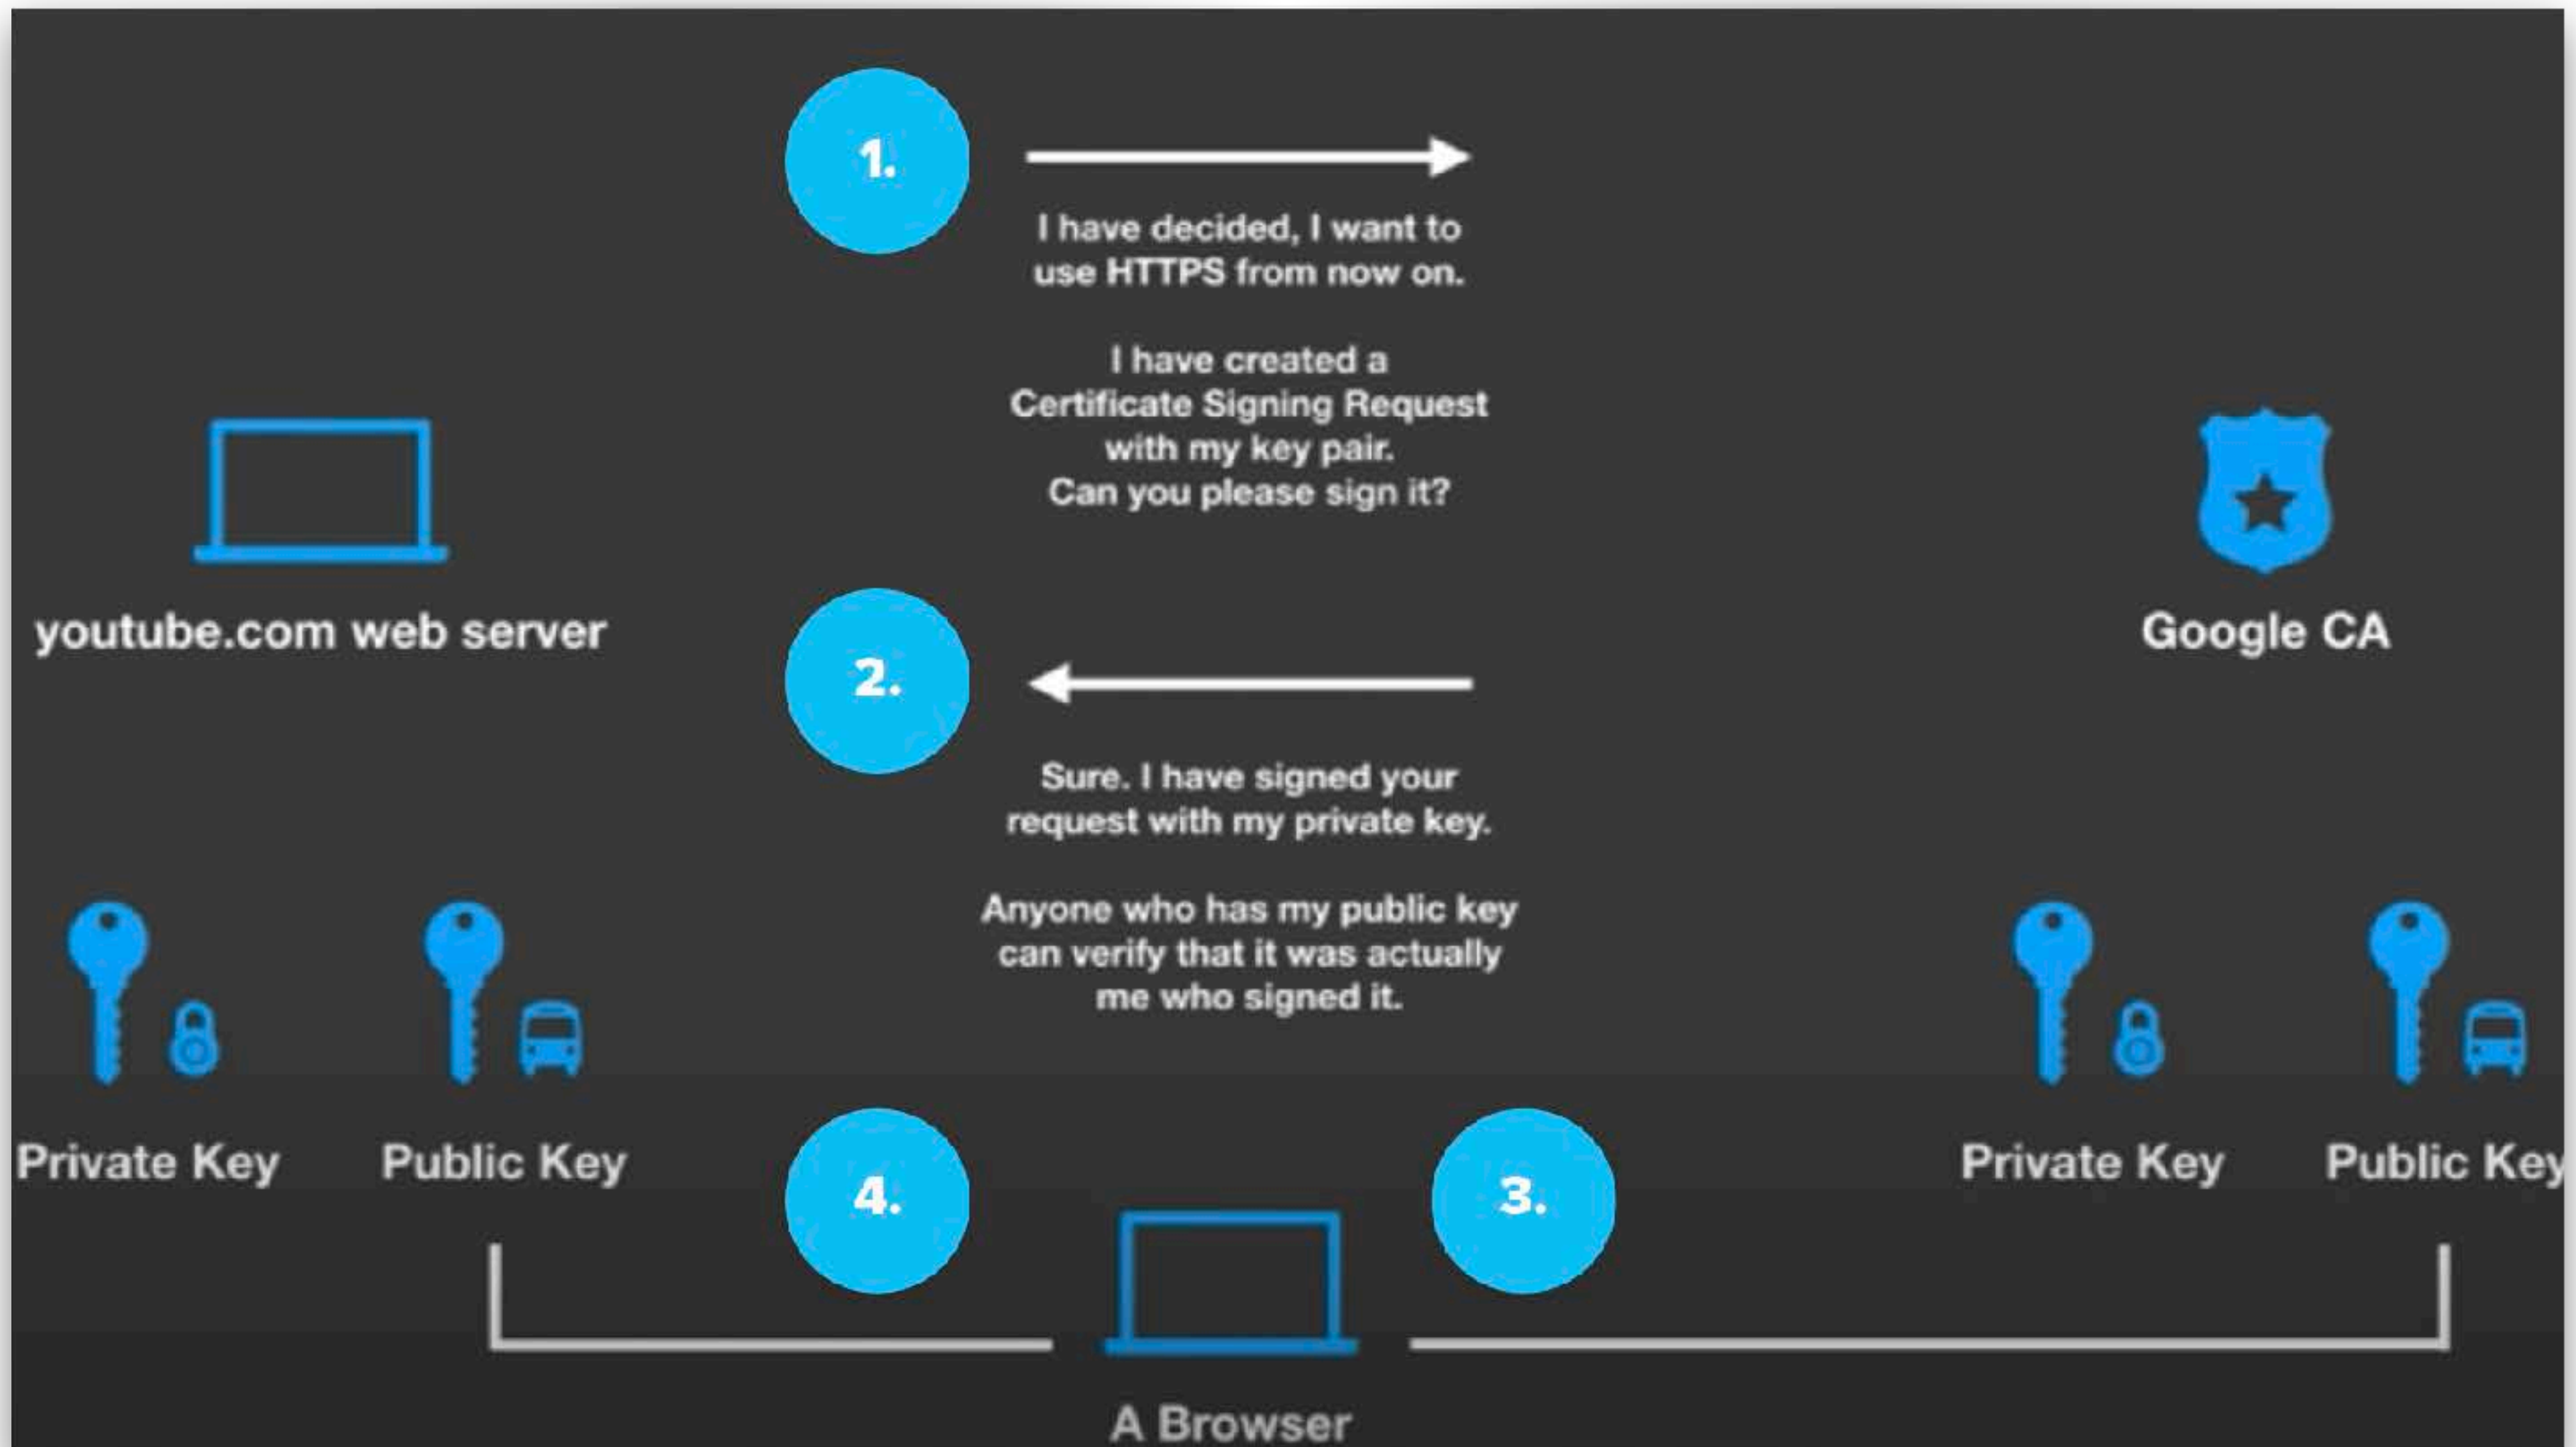 1.
I have decided, I want to
use HTTPS from now on.
I have created a
Certificate Signing Request
with my key pair.
Can you please sign it?
youtube.com web server
Google CA
2.
Sure. I have signed your
request with my private key.
Anyone who has my public key
can verify that it was actually
me who signed it.
Private Key
Public Key
Private Key
Public Key
4.
3.
A Browser